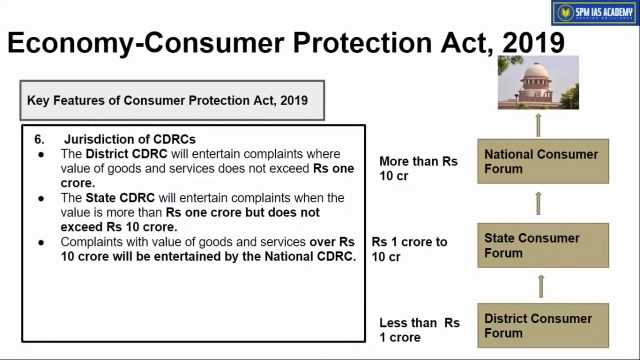 SPM IAS ACADEMY
Economy-Consumer Protection Act, 2019
Key Features of Consumer Protection Act, 2019
6. Jurisdiction of CDRCs
● The District CDRC will entertain complaints where
value of goods and services does not exceed Rs one
crore.
● The State CDRC will entertain complaints when the
value is more than Rs one crore but does not
exceed Rs 10 crore.
● Complaints with value of goods and services over Rs
10 crore will be entertained by the National CDRC.
More than Rs
10 cr
National Consumer
Forum
Rs 1 crore to
10 cr
State Consumer
Forum
Less than Rs
1 crore
District Consumer
Forum